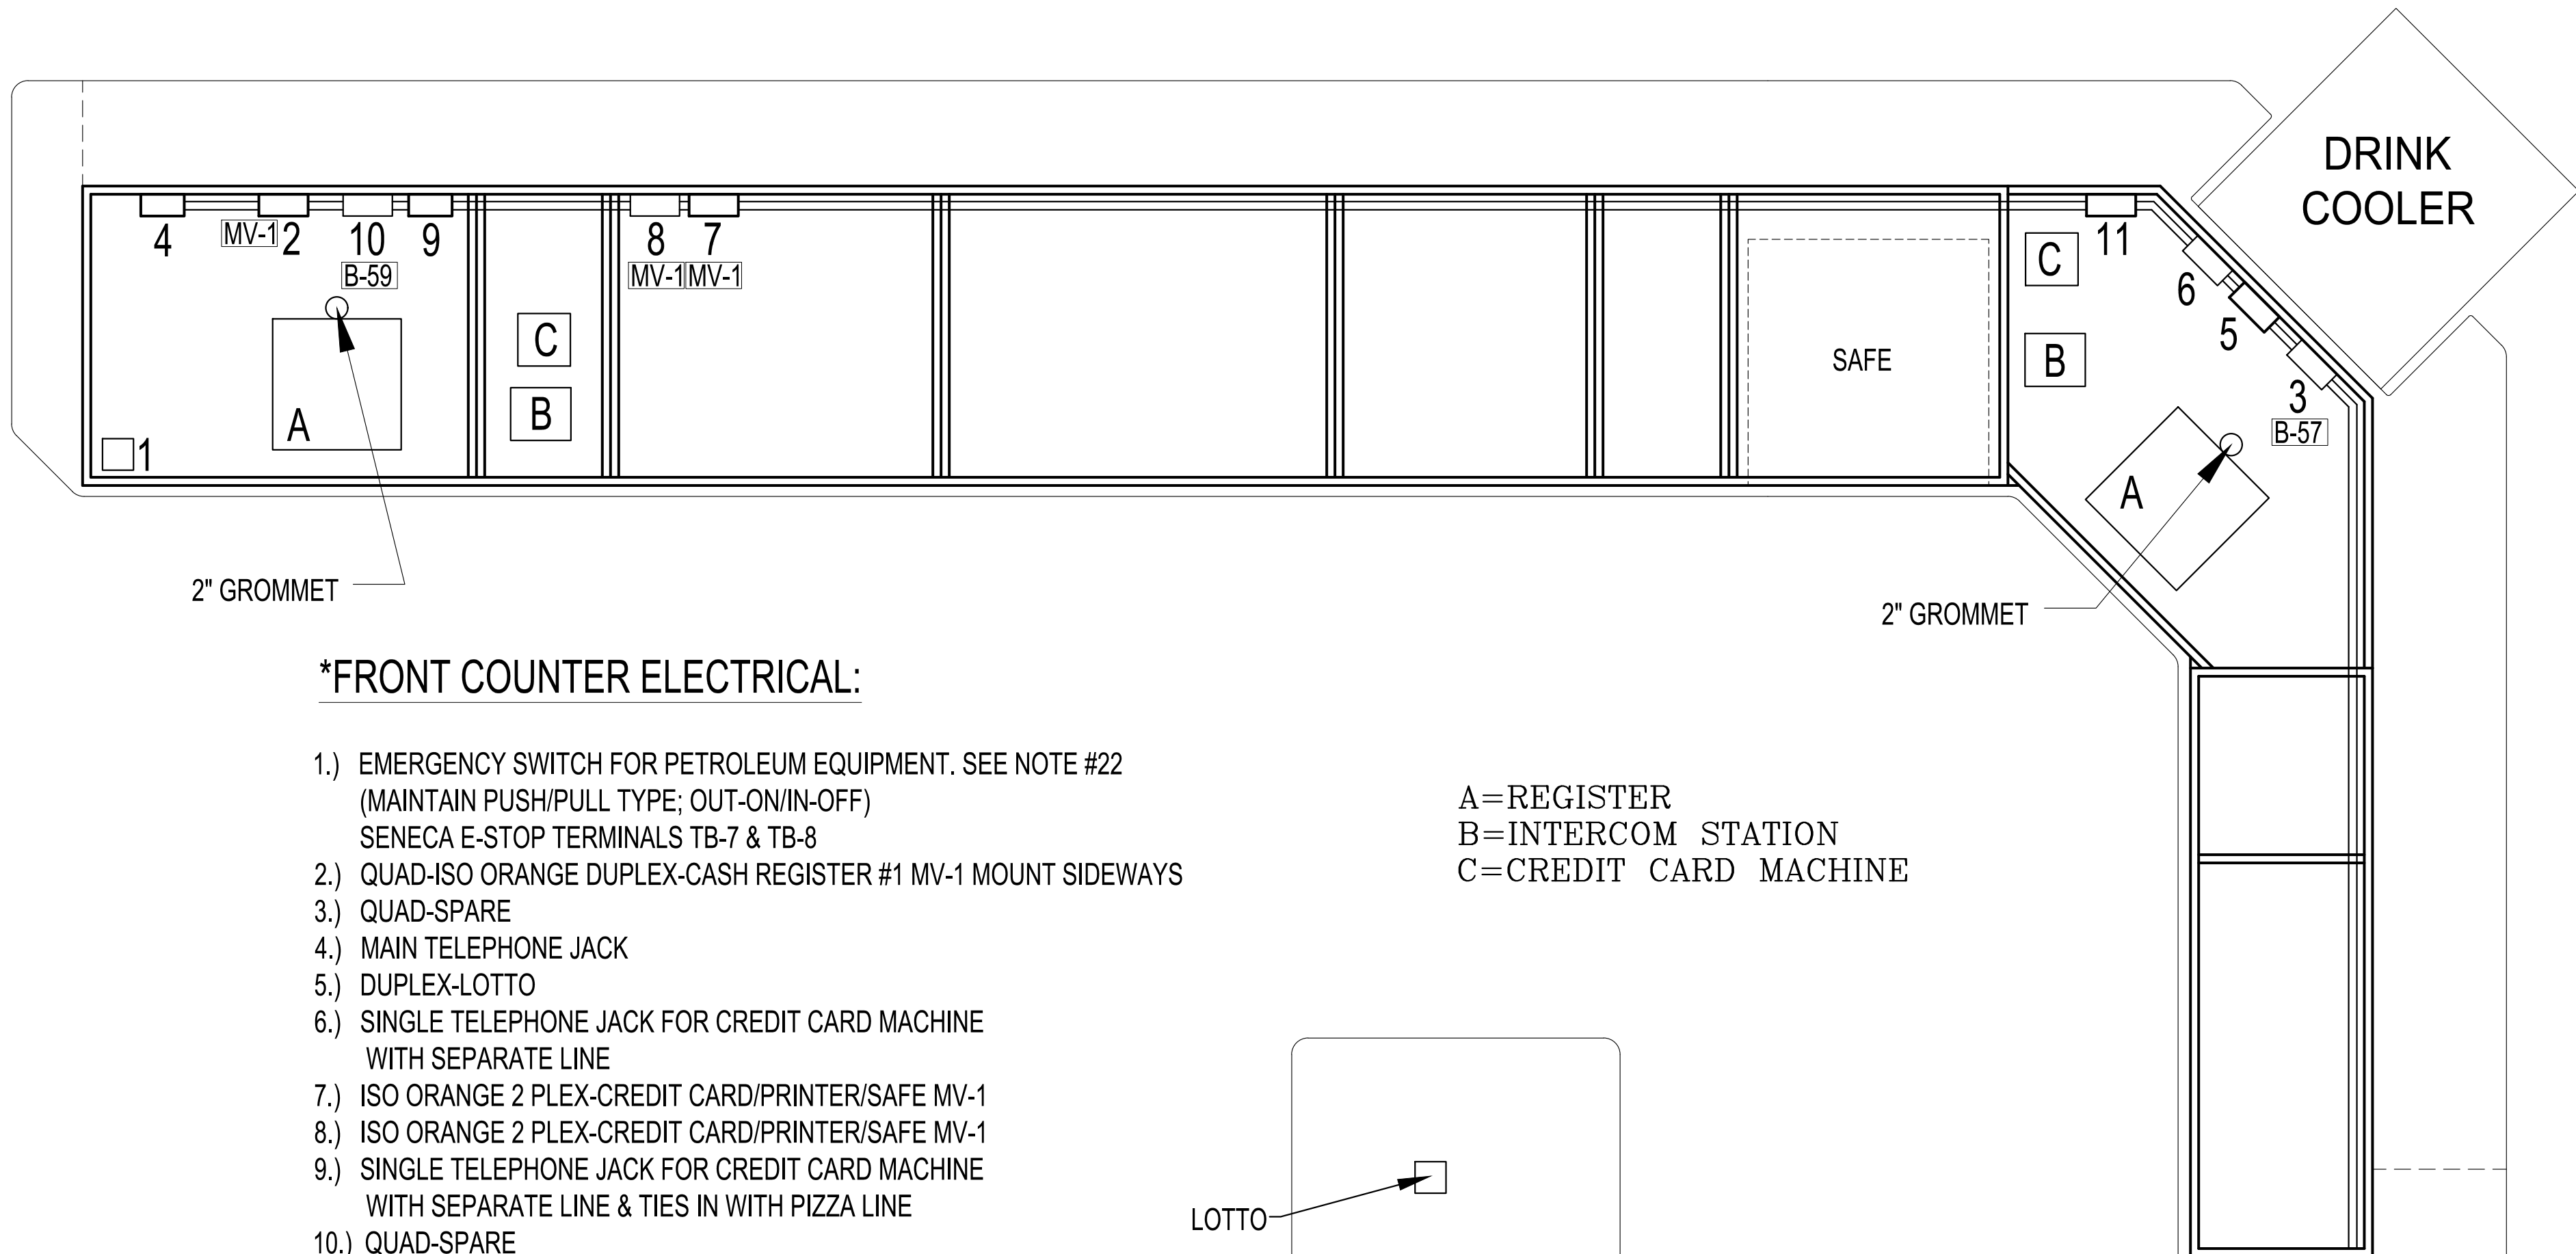 DRINK
COOLER
4
MV-1
2
10
9
B-59
8
7
MV-1
MV-1
11
6
5
3
B-57
C
B
A
1
SAFE
C
B
A
2" GROMMET
2" GROMMET
*FRONT COUNTER ELECTRICAL:
1.) EMERGENCY SWITCH FOR PETROLEUM EQUIPMENT. SEE NOTE #22
(MAINTAIN PUSH/PULL TYPE; OUT-ON/IN-OFF)
SENECA E-STOP TERMINALS TB-7 & TB-8
2.) QUAD-ISO ORANGE DUPLEX-CASH REGISTER #1 MV-1 MOUNT SIDEWAYS
3.) QUAD-SPARE
4.) MAIN TELEPHONE JACK
5.) DUPLEX-LOTTO
6.) SINGLE TELEPHONE JACK FOR CREDIT CARD MACHINE
WITH SEPARATE LINE
7.) ISO ORANGE 2 PLEX-CREDIT CARD/PRINTER/SAFE MV-1
8.) ISO ORANGE 2 PLEX-CREDIT CARD/PRINTER/SAFE MV-1
9.) SINGLE TELEPHONE JACK FOR CREDIT CARD MACHINE
WITH SEPARATE LINE & TIES IN WITH PIZZA LINE
10.) QUAD-SPARE
A=REGISTER
B=INTERCOM STATION
C=CREDIT CARD MACHINE
LOTTO